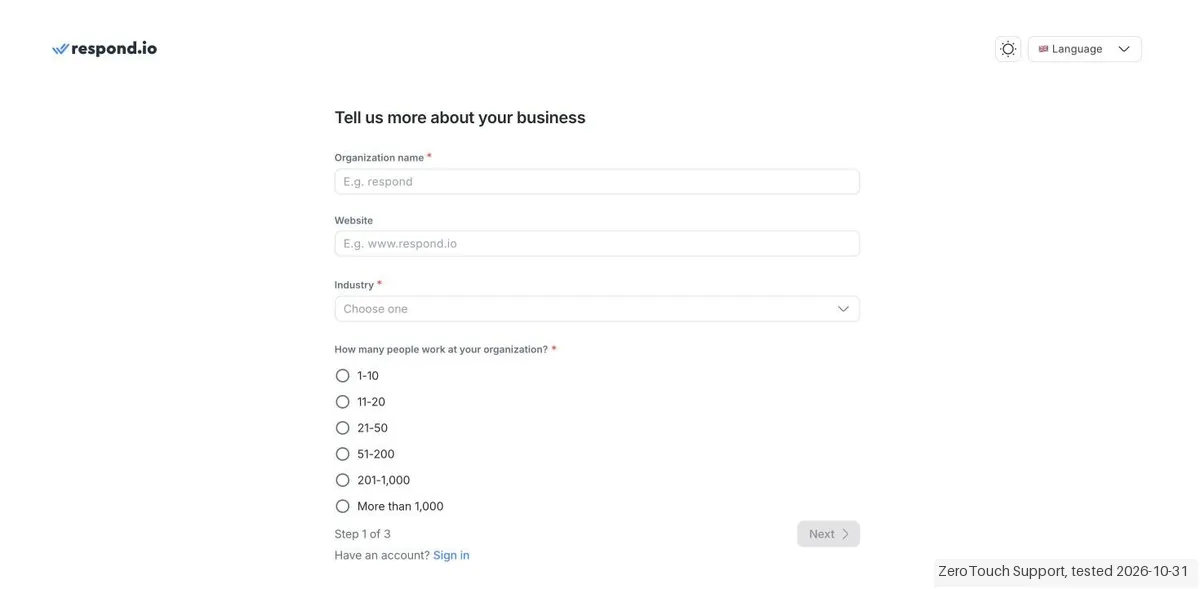 respond.io
Language
Tell us more about your business
Organization name *
E.g. respond
Website
E.g. www.respond.io
Industry *
Choose one
How many people work at your organization? *
1-10
11-20
21-50
51-200
201-1,000
More than 1,000
Step 1 of 3
Next
Have an account? Sign in
ZeroTouch Support, tested 2026-10-31